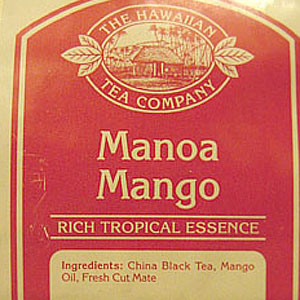 THE HAWAIIAN
TEA COMPANY
Manoa
Mango
RICH TROPICAL ESSENCE
Ingredients: China Black Tea, Mango
Oil, Fresh Cut Mate